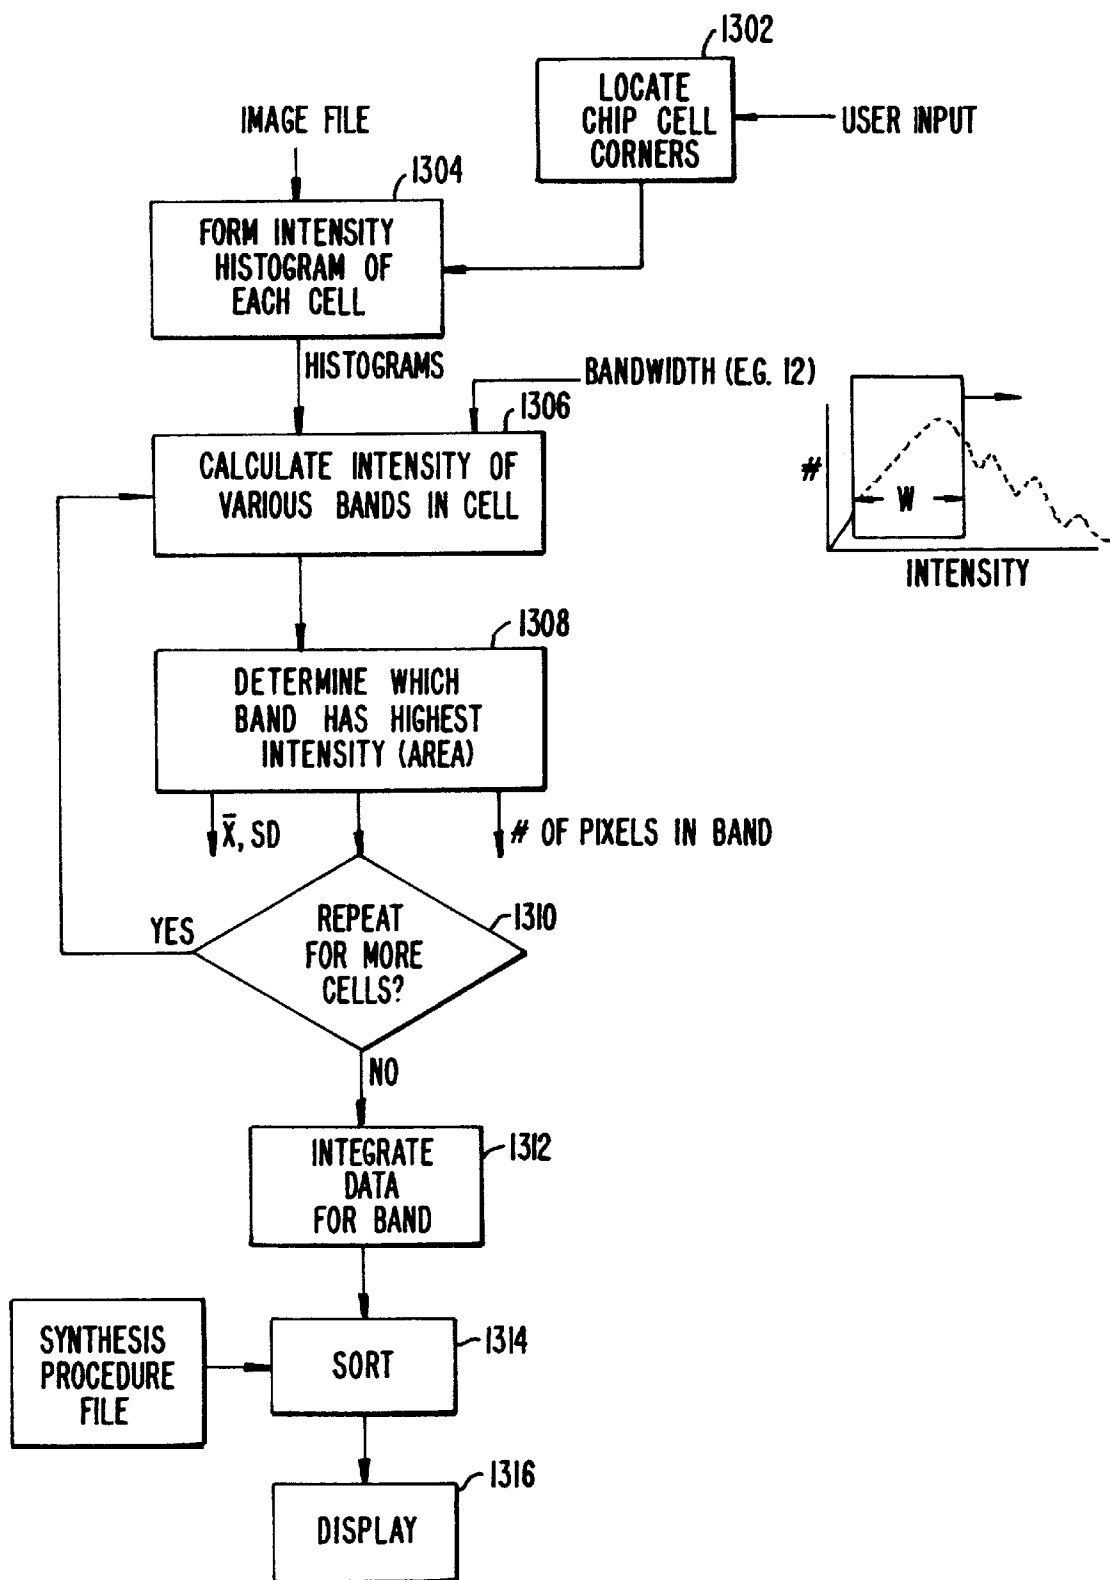 1302
LOCATE
CHIP CELL
CORNERS
USER INPUT
IMAGE FILE
1304
FORM INTENSITY
HISTOGRAM OF
EACH CELL
HISTOGRAMS
BANDWIDTH (E.G. 12)
1306
CALCULATE INTENSITY OF
VARIOUS BANDS IN CELL
#
W
INTENSITY
1308
DETERMINE WHICH
BAND HAS HIGHEST
INTENSITY (AREA)
X̄, SD
# OF PIXELS IN BAND
1310
REPEAT
FOR MORE
CELLS?
YES
NO
1312
INTEGRATE
DATA
FOR BAND
SYNTHESIS
PROCEDURE
FILE
1314
SORT
1316
DISPLAY